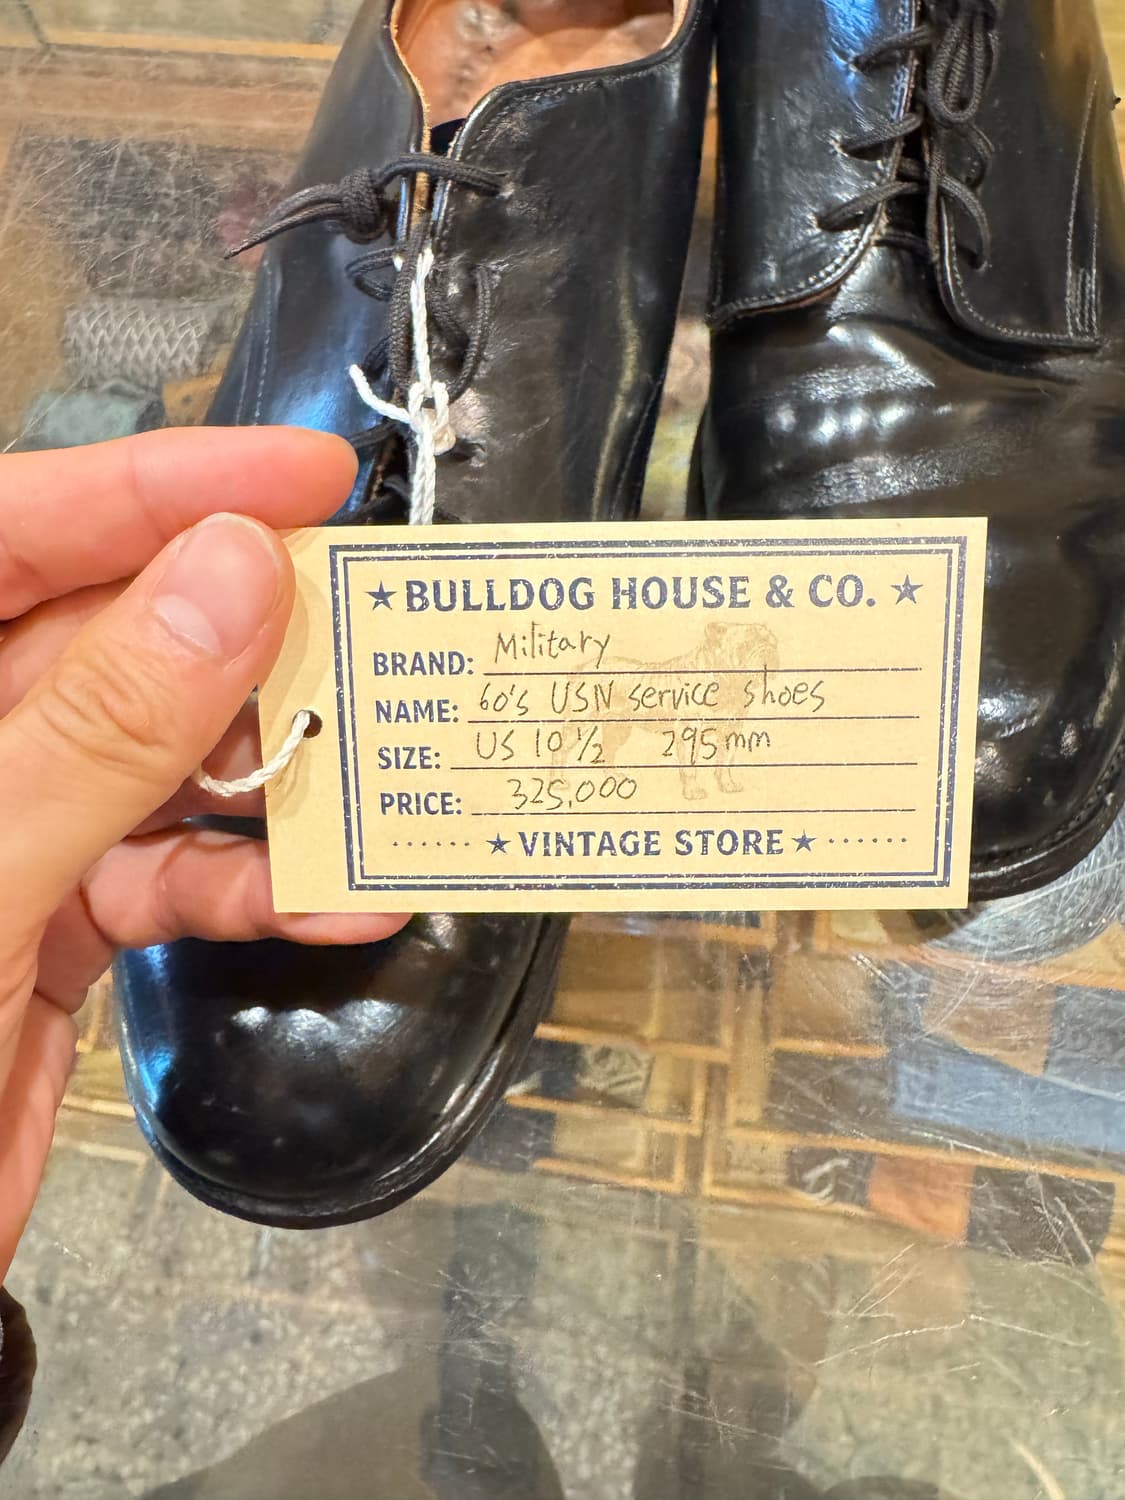 ★BULLDOG HOUSE & CO.★
BRAND: Military
NAME: 60's USN service shoes
SIZE: US 10 1/2 295mm
PRICE: 325,000
······ ★VINTAGE STORE★ ······